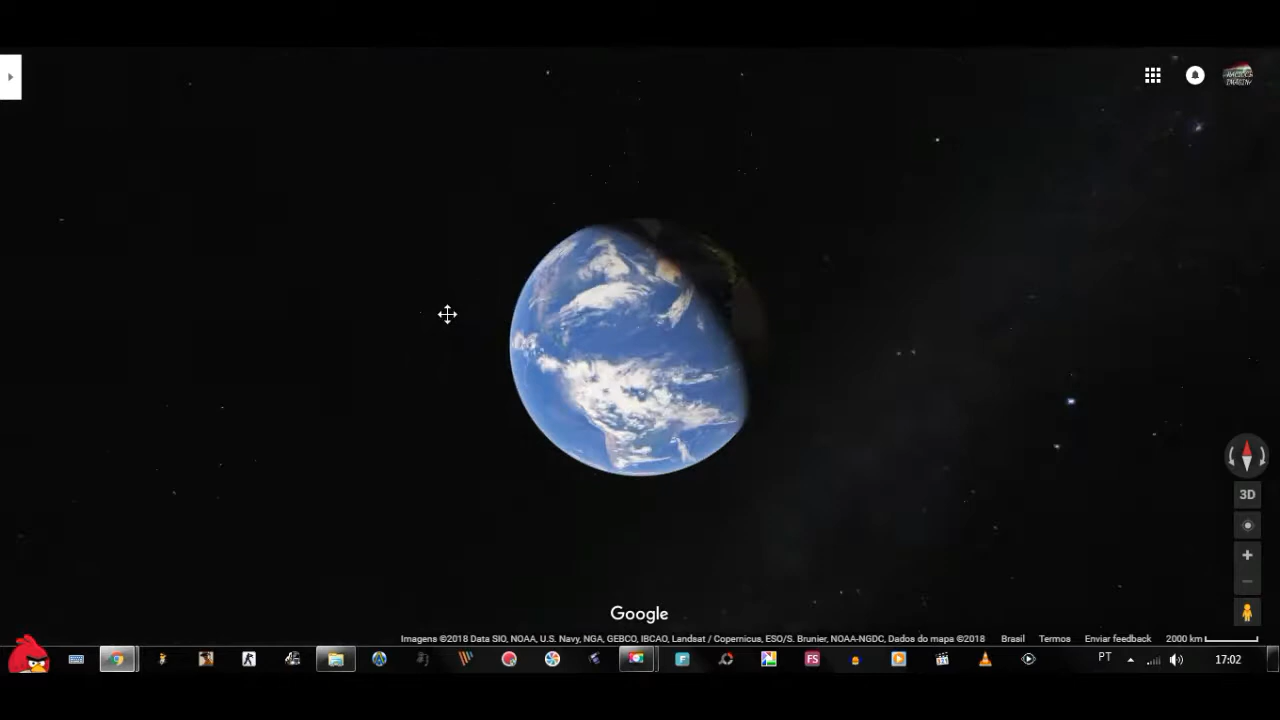 3D
Google
Imagens ©2018 Data SIO, NOAA, U.S. Navy, NGA, GEBCO, IBCAO, Landsat / Copernicus, ESO/S. Brunier, NOAA-NGDC, Dados do mapa ©2018 Brasil Termos Enviar feedback 2000 km
F FS PT 17:02